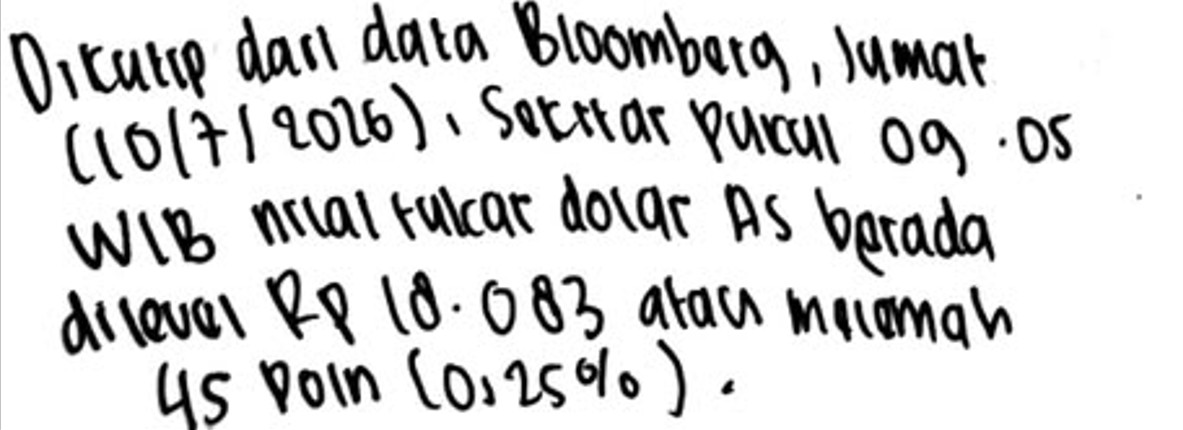 Dikutip dari data Bloomberg, Jumat
(10/7/2026), Sekitar pukul 09.05
WIB nilai tukar dolar AS berada
dilevel Rp 18.083 atau melemah
45 Poin (0,25%).